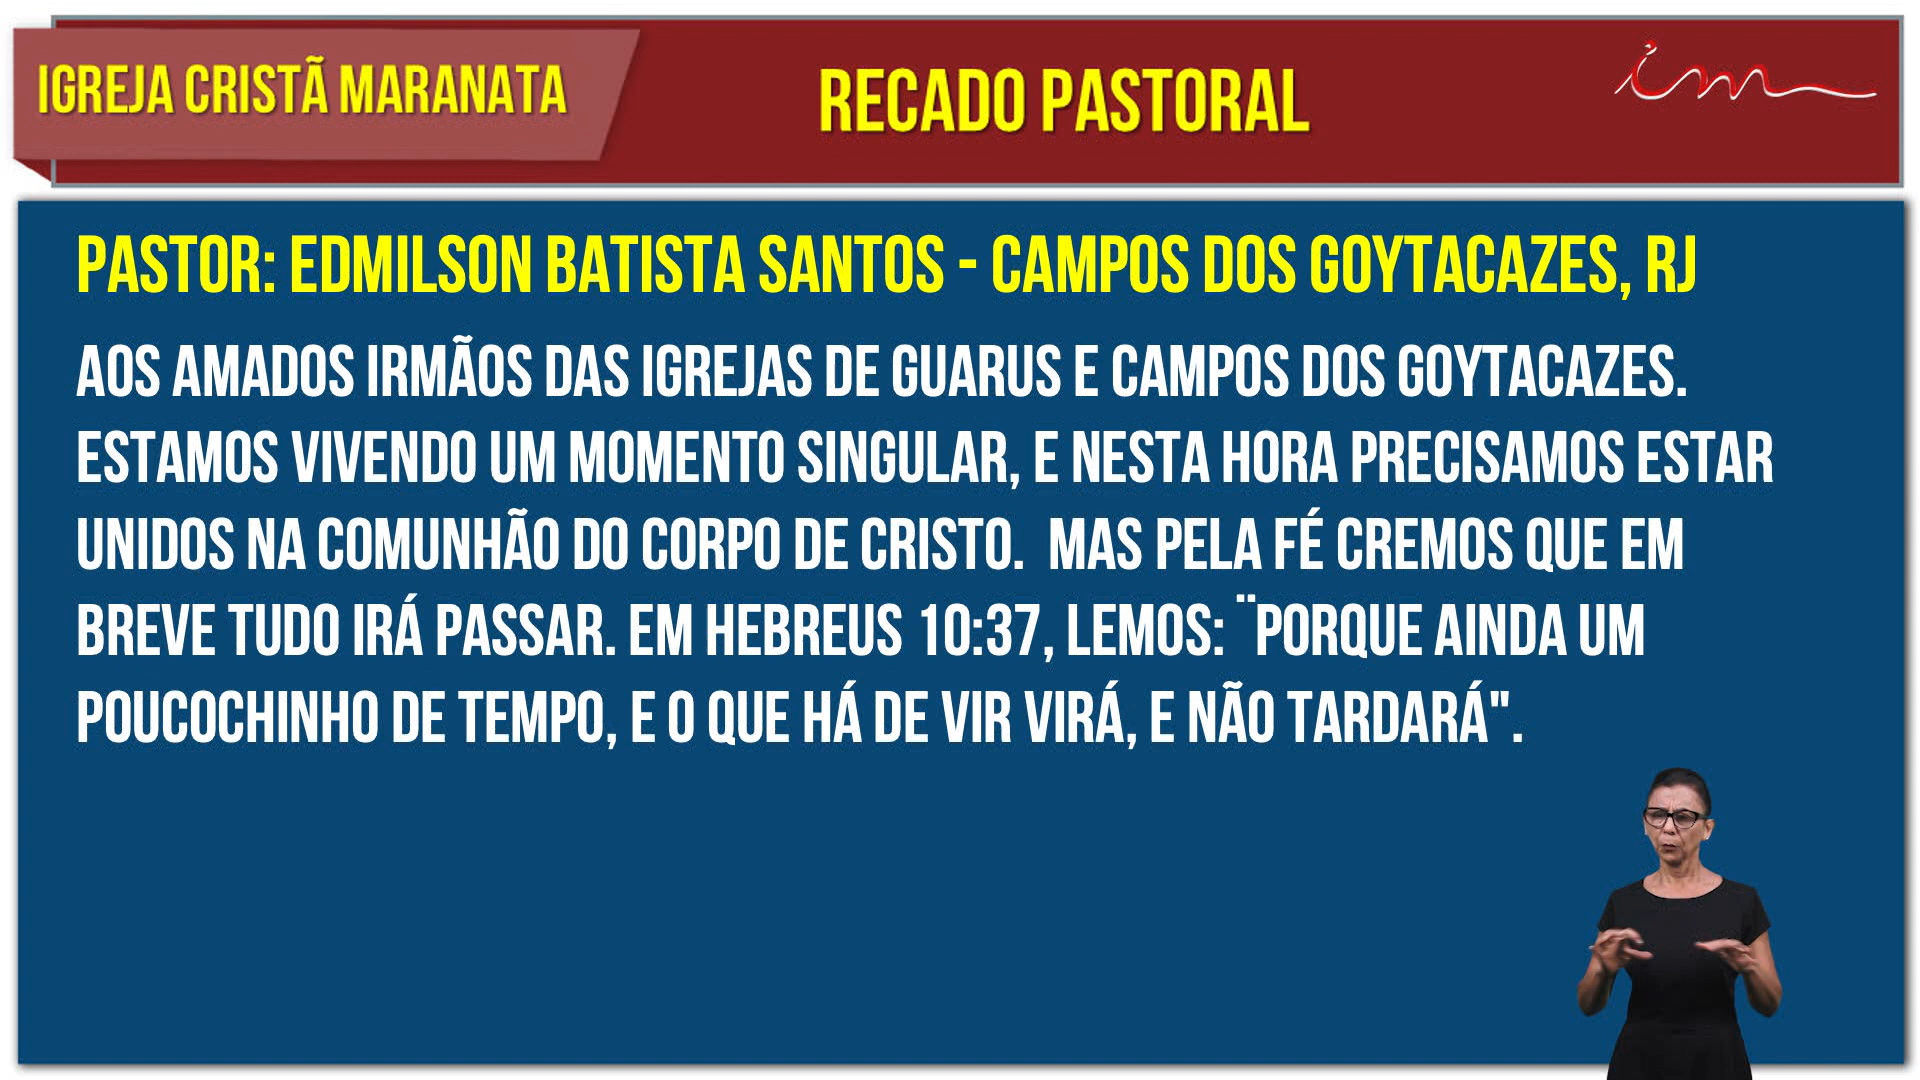 IGREJA CRISTÃ MARANATA
RECADO PASTORAL
im
PASTOR: EDMILSON BATISTA SANTOS - CAMPOS DOS GOYTACAZES, RJ
AOS AMADOS IRMÃOS DAS IGREJAS DE GUARUS E CAMPOS DOS GOYTACAZES.
ESTAMOS VIVENDO UM MOMENTO SINGULAR, E NESTA HORA PRECISAMOS ESTAR
UNIDOS NA COMUNHÃO DO CORPO DE CRISTO.  MAS PELA FÉ CREMOS QUE EM
BREVE TUDO IRÁ PASSAR. EM HEBREUS 10:37, LEMOS: ¨PORQUE AINDA UM
POUCOCHINHO DE TEMPO, E O QUE HÁ DE VIR VIRÁ, E NÃO TARDARÁ".